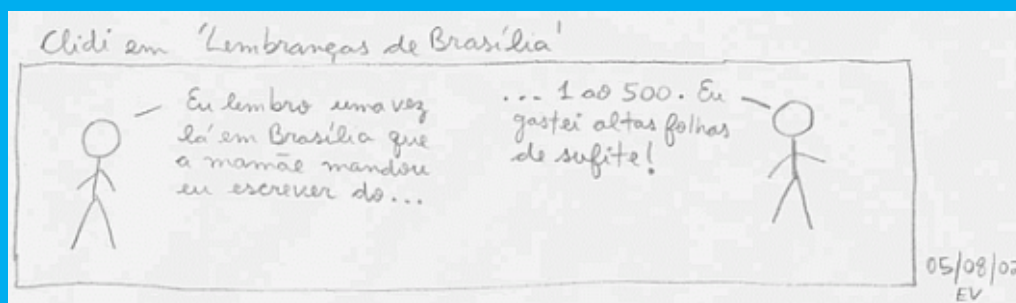 Clidi em 'Lembranças de Brasília'
Eu lembro uma vez
lá em Brasília que
a mamãe mandou
eu escrever do...
... 1 ao 500. Eu
gastei altas folhas
de sufite!
05/08/02
EV